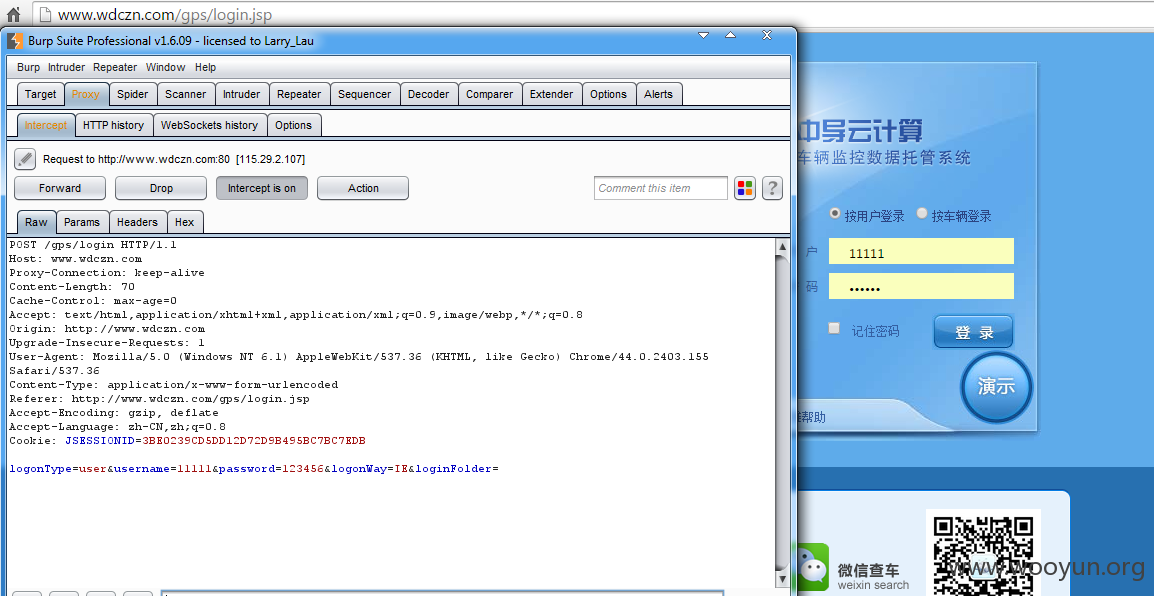 www.wdczn.com/gps/login.jsp
Burp Suite Professional v1.6.09 - licensed to Larry_Lau
Burp Intruder Repeater Window Help
Target Proxy Spider Scanner Intruder Repeater Sequencer Decoder Comparer Extender Options Alerts
Intercept HTTP history WebSockets history Options
Request to http://www.wdczn.com:80 [115.29.2.107]
Forward Drop Intercept is on Action Comment this item ?
Raw Params Headers Hex
POST /gps/login HTTP/1.1
Host: www.wdczn.com
Proxy-Connection: keep-alive
Content-Length: 70
Cache-Control: max-age=0
Accept: text/html,application/xhtml+xml,application/xml;q=0.9,image/webp,*/*;q=0.8
Origin: http://www.wdczn.com
Upgrade-Insecure-Requests: 1
User-Agent: Mozilla/5.0 (Windows NT 6.1) AppleWebKit/537.36 (KHTML, like Gecko) Chrome/44.0.2403.155
Safari/537.36
Content-Type: application/x-www-form-urlencoded
Referer: http://www.wdczn.com/gps/login.jsp
Accept-Encoding: gzip, deflate
Accept-Language: zh-CN,zh;q=0.8
Cookie: JSESSIONID=3BE0239CD5DD12D72D9B495BC7BC7EDB
logonType=user&username=11111&password=123456&logonWay=IE&loginFolder=
中导云计算
车辆监控数据托管系统
按用户登录 按车辆登录
户 11111
码 ••••••
记住密码 登 录
演示
帮助
微信查车
weixin search
www.wooyun.org